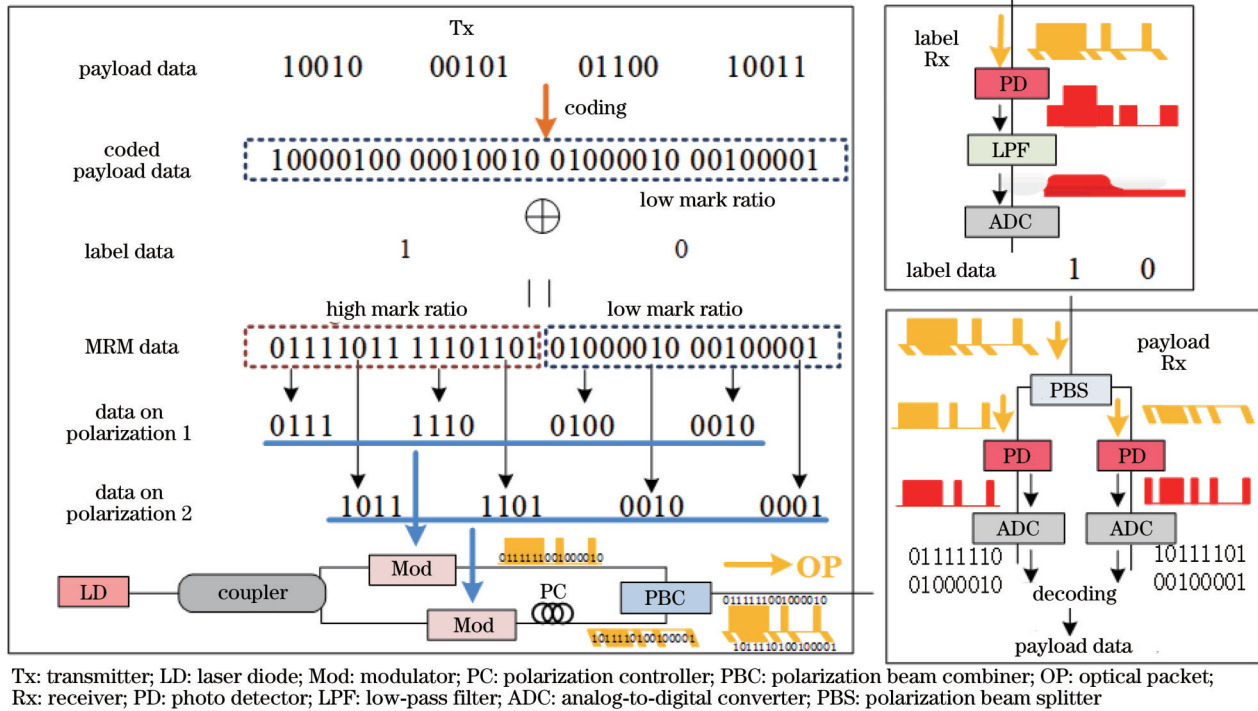 Tx
payload data
10010 00101 01100 10011
coding
coded
payload data
10000100 00010010 01000010 00100001
low mark ratio
label data
1 0
high mark ratio
low mark ratio
MRM data
01111011 11101101 01000010 00100001
data on
polarization 1
0111 1110 0100 0010
data on
polarization 2
1011 1101 0010 0001
LD
coupler
Mod
Mod
0111111001000010
PC
1011110100100001
PBC
OP
0111111001000010
1011110100100001
label
Rx
PD
LPF
ADC
label data 1 0
payload
Rx
PBS
PD PD
ADC ADC
01111110
01000010
10111101
00100001
decoding
payload data
Tx: transmitter; LD: laser diode; Mod: modulator; PC: polarization controller; PBC: polarization beam combiner; OP: optical packet;
Rx: receiver; PD: photo detector; LPF: low-pass filter; ADC: analog-to-digital converter; PBS: polarization beam splitter